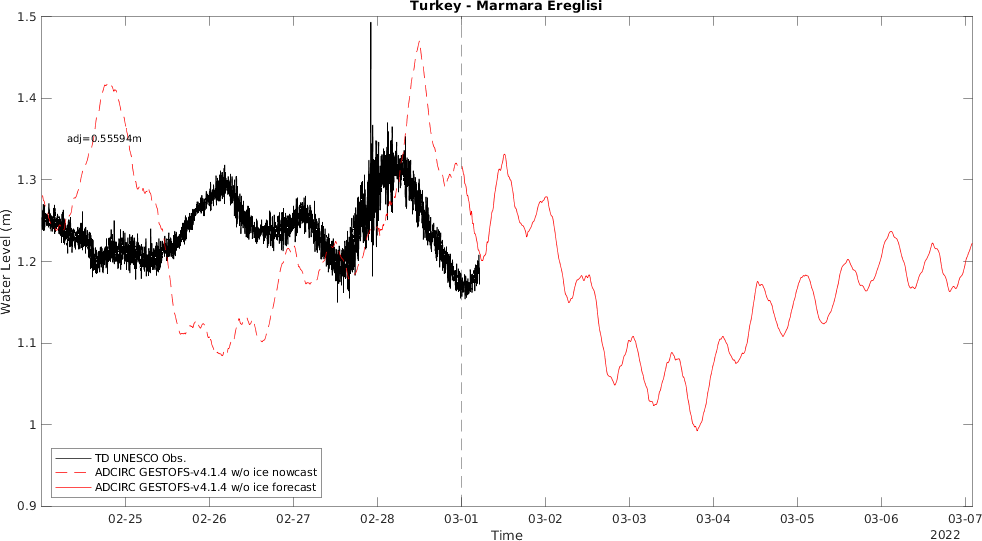 Turkey - Marmara Ereglisi
1.5
1.4
1.3
1.2
1.1
1
0.9
Water Level (m)
adj=0.55594m
TD UNESCO Obs.
ADCIRC GESTOFS-v4.1.4 w/o ice nowcast
ADCIRC GESTOFS-v4.1.4 w/o ice forecast
02-25 02-26 02-27 02-28 03-01 03-02 03-03 03-04 03-05 03-06 03-07
Time
2022